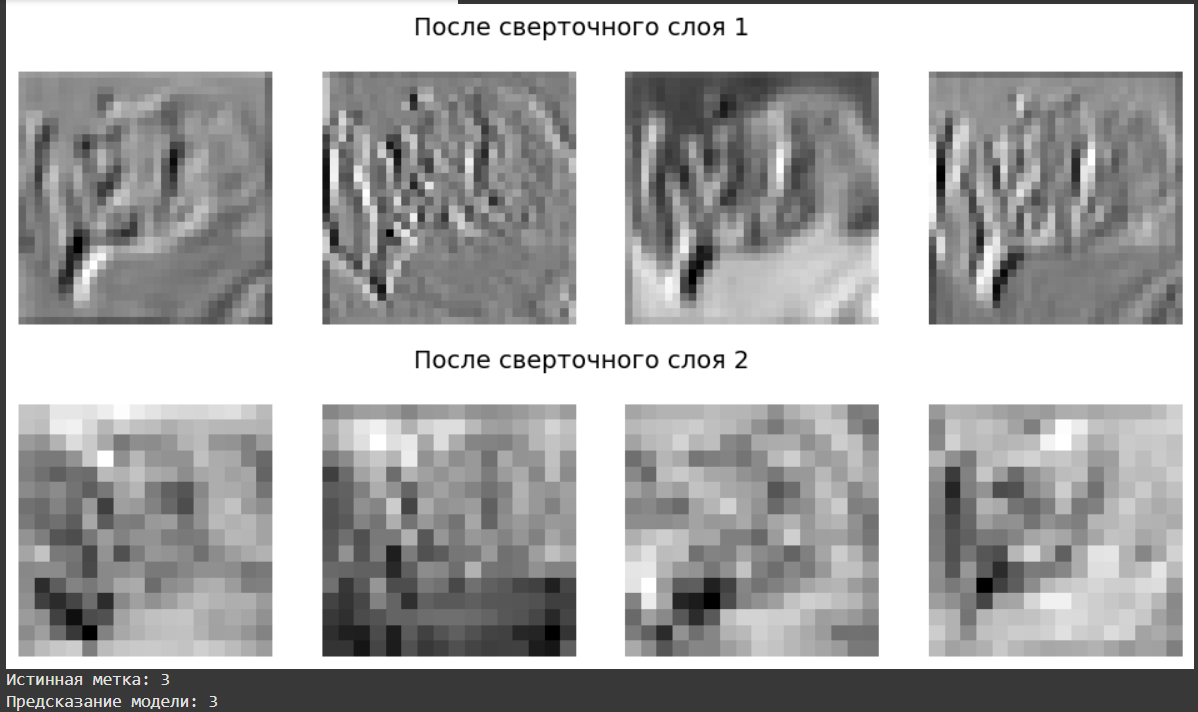 После сверточного слоя 1
После сверточного слоя 2
Истинная метка: 3
Предсказание модели: 3